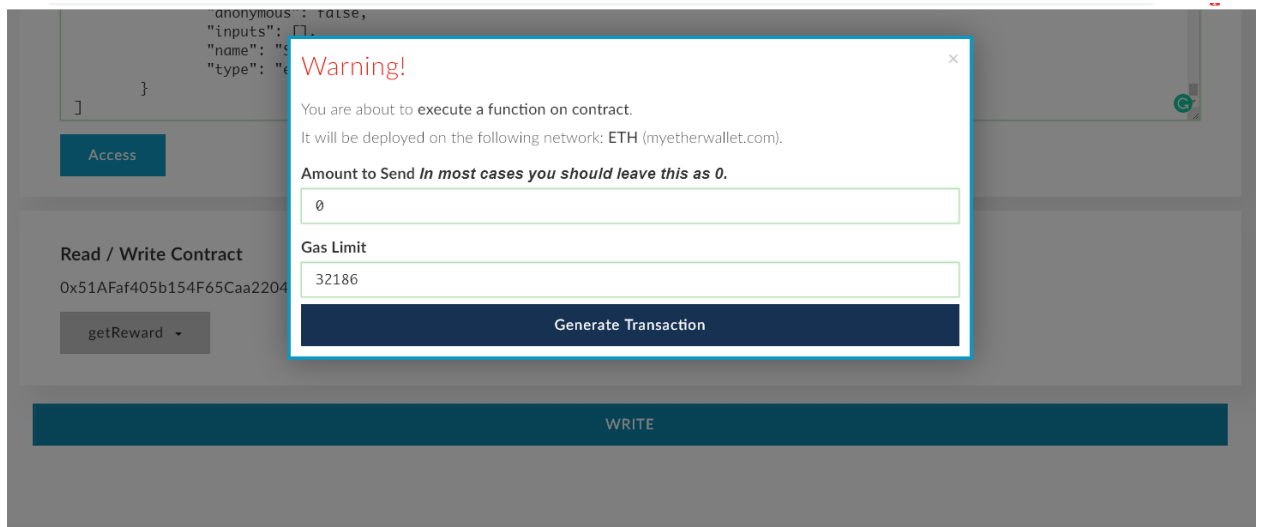 "anonymous": false,
"inputs": [],
"name": "S
"type": "e
}
]
Access
Warning!
×
You are about to execute a function on contract.
It will be deployed on the following network: ETH (myetherwallet.com).
Amount to Send In most cases you should leave this as 0.
0
Gas Limit
32186
Generate Transaction
Read / Write Contract
0x51AFaf405b154F65Caa2204
getReward
WRITE